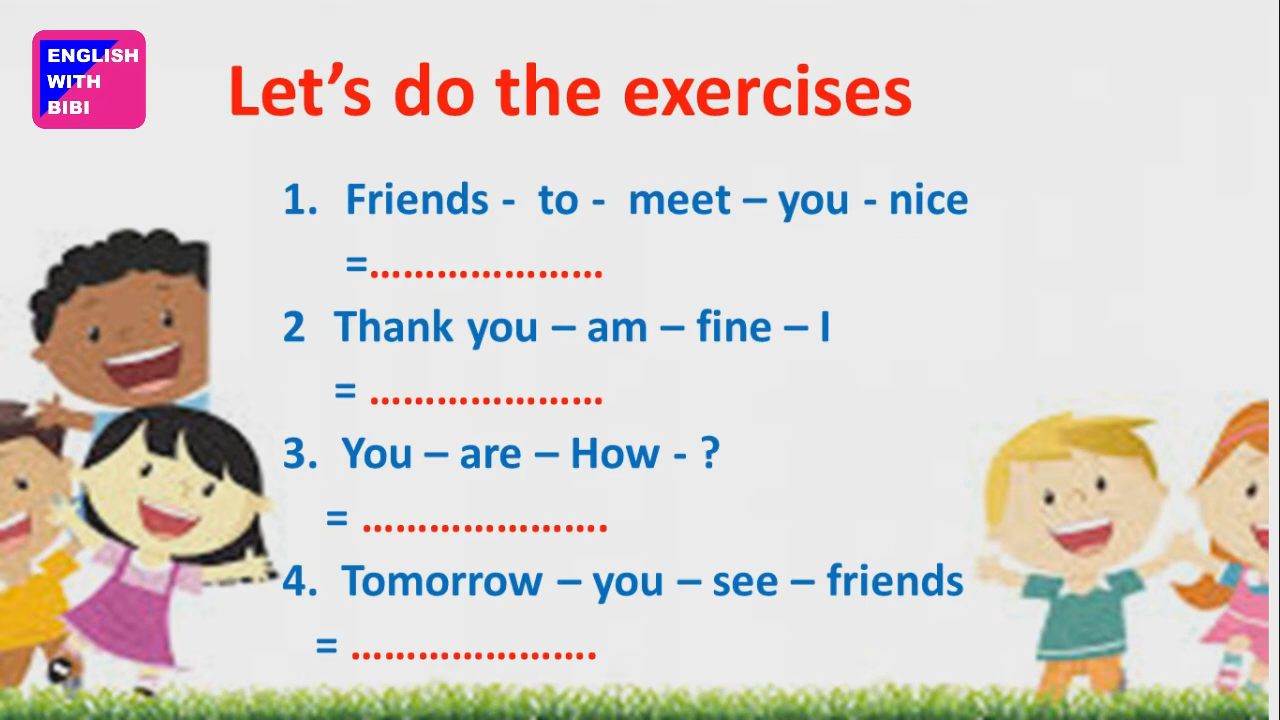 ENGLISH
WITH
BIBI
Let’s do the exercises
1. Friends - to - meet – you - nice
=…………………
2 Thank you – am – fine – I
= …………………
3. You – are – How - ?
= ………………….
4. Tomorrow – you – see – friends
= ………………….